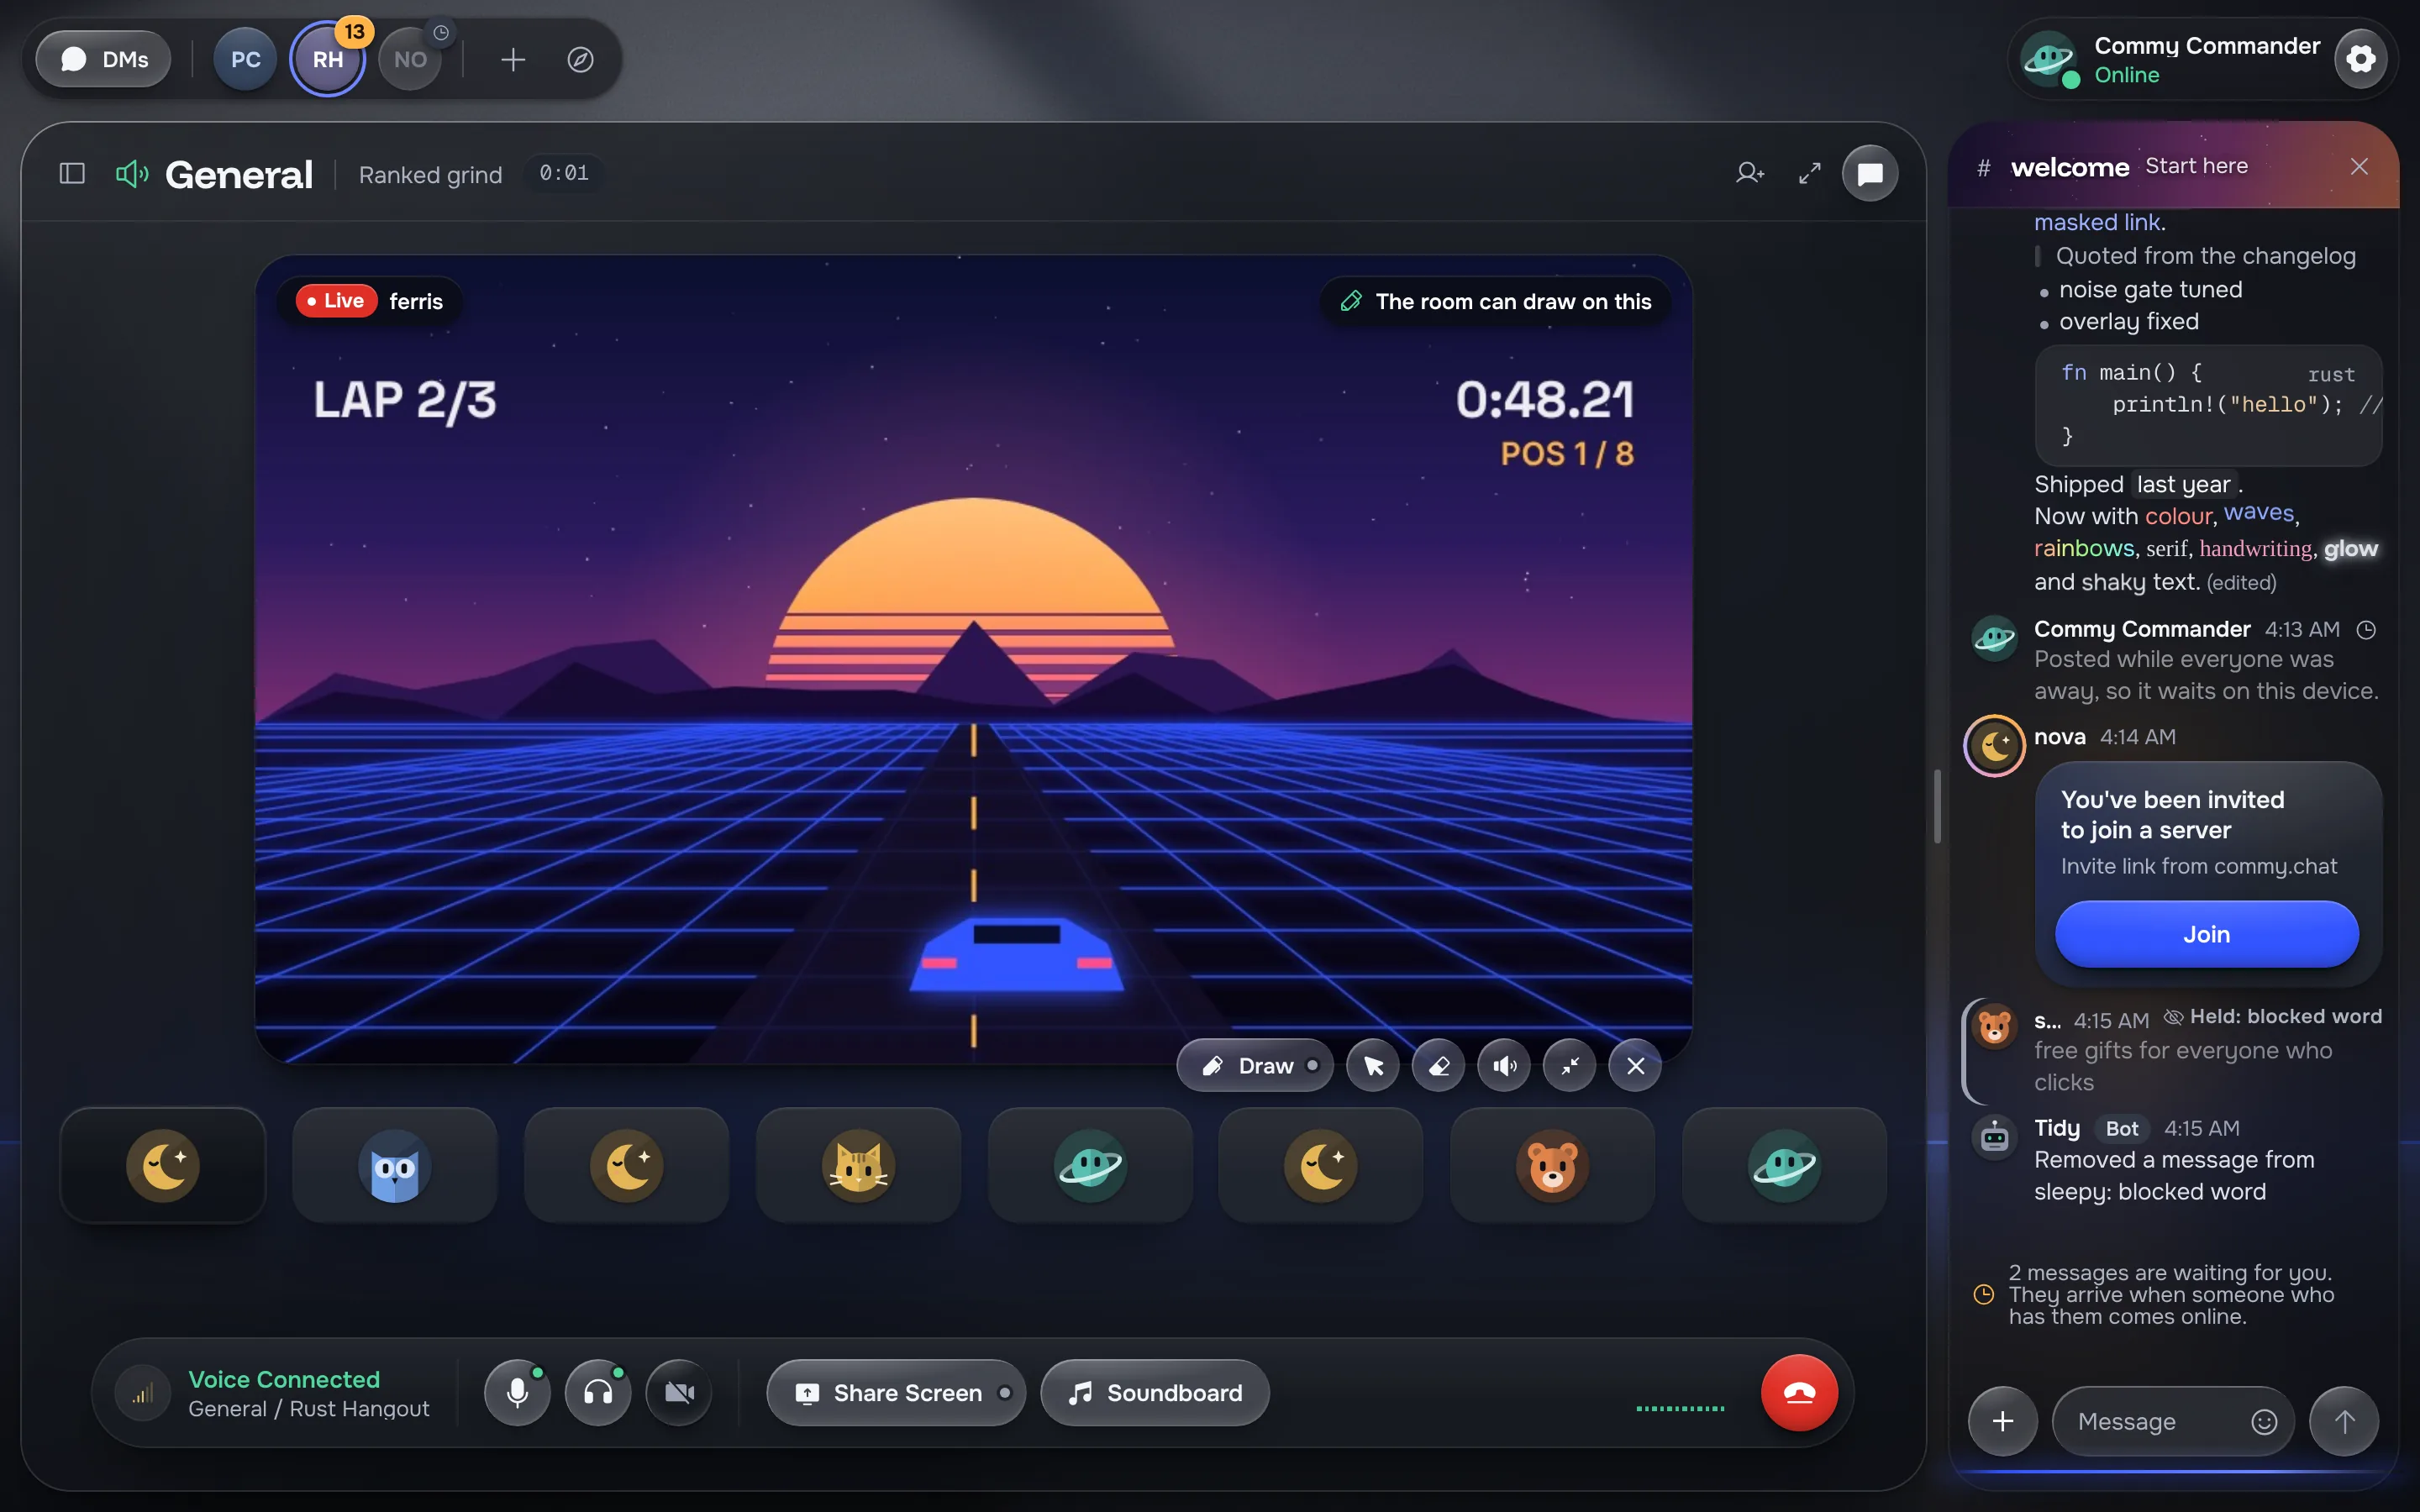 DMs
PC
RH
13
NO
Commy Commander
Online
General
Ranked grind
0:01
Live
ferris
The room can draw on this
LAP 2/3
0:48.21
POS 1 / 8
Draw
Voice Connected
General / Rust Hangout
Share Screen
Soundboard
# welcome Start here
masked link.
Quoted from the changelog
• noise gate tuned
• overlay fixed
fn main() {
rust
println!("hello"); //
}
Shipped last year .
Now with colour, waves,
rainbows, serif, handwriting, glow
and shaky text. (edited)
Commy Commander 4:13 AM
Posted while everyone was
away, so it waits on this device.
nova 4:14 AM
You've been invited
to join a server
Invite link from commy.chat
Join
s... 4:15 AM Held: blocked word
free gifts for everyone who
clicks
Tidy Bot 4:15 AM
Removed a message from
sleepy: blocked word
2 messages are waiting for you.
They arrive when someone who
has them comes online.
Message